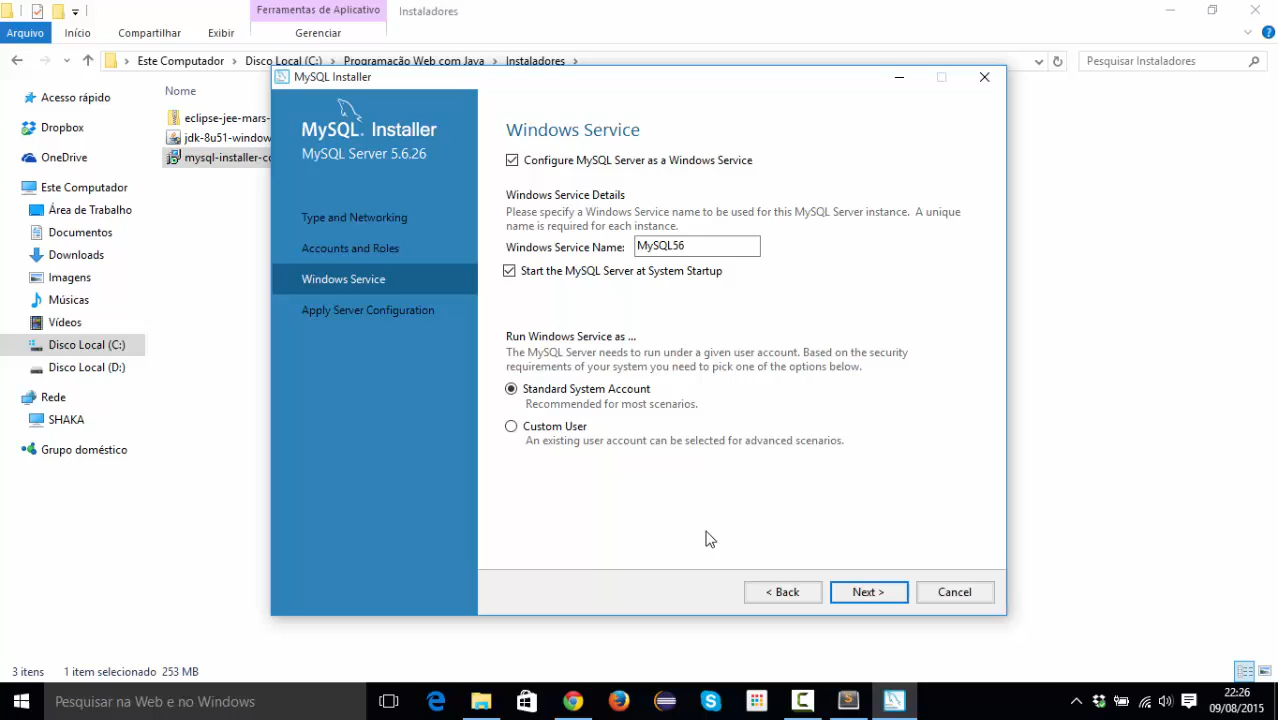 Ferramentas de Aplicativo
Instaladores
Arquivo
Início
Compartilhar
Exibir
Gerenciar
Este Computador
Disco Local (C:)
Programação Web com Java
Instaladores
Pesquisar Instaladores
Nome
eclipse-jee-mars-
jdk-8u51-window
mysql-installer-co
Acesso rápido
Dropbox
OneDrive
Este Computador
Área de Trabalho
Documentos
Downloads
Imagens
Músicas
Vídeos
Disco Local (C:)
Disco Local (D:)
Rede
SHAKA
Grupo doméstico
MySQL Installer
MySQL. Installer
MySQL Server 5.6.26
Type and Networking
Accounts and Roles
Windows Service
Apply Server Configuration
Windows Service
Configure MySQL Server as a Windows Service
Windows Service Details
Please specify a Windows Service name to be used for this MySQL Server instance. A unique
name is required for each instance.
Windows Service Name: MySQL56
Start the MySQL Server at System Startup
Run Windows Service as ...
The MySQL Server needs to run under a given user account. Based on the security
requirements of your system you need to pick one of the options below.
Standard System Account
Recommended for most scenarios.
Custom User
An existing user account can be selected for advanced scenarios.
< Back
Next >
Cancel
3 itens
1 item selecionado 253 MB
Pesquisar na Web e no Windows
22:26
09/08/2015